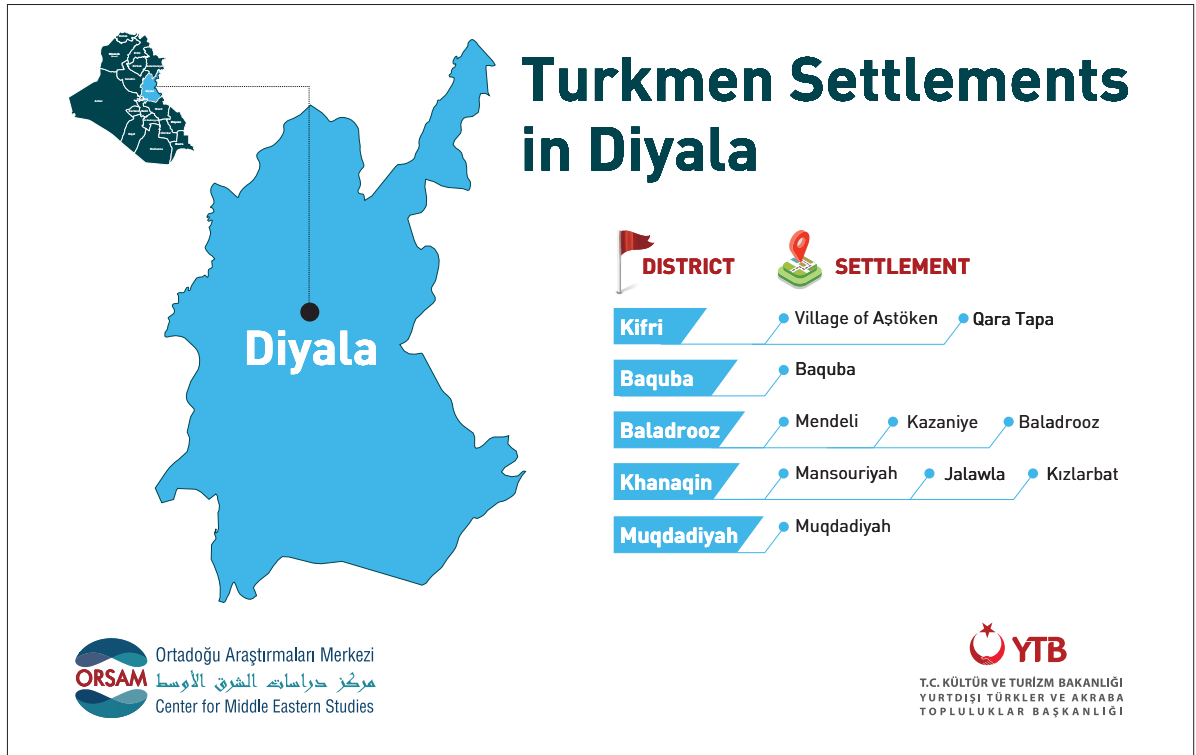 Turkmen Settlements
in Diyala
Diyala
DISTRICT SETTLEMENT
Kifri Village of Aştöken Qara Tapa
Baquba Baquba
Baladrooz Mendeli Kazaniye Baladrooz
Khanaqin Mansouriyah Jalawla Kızlarbat
Muqdadiyah Muqdadiyah
ORSAM
Ortadoğu Araştırmaları Merkezi
مركز دراسات الشرق الأوسط
Center for Middle Eastern Studies
YTB
T.C. KÜLTÜR VE TURİZM BAKANLIĞI
YURTDIŞI TÜRKLER VE AKRABA
TOPLULUKLAR BAŞKANLIĞI